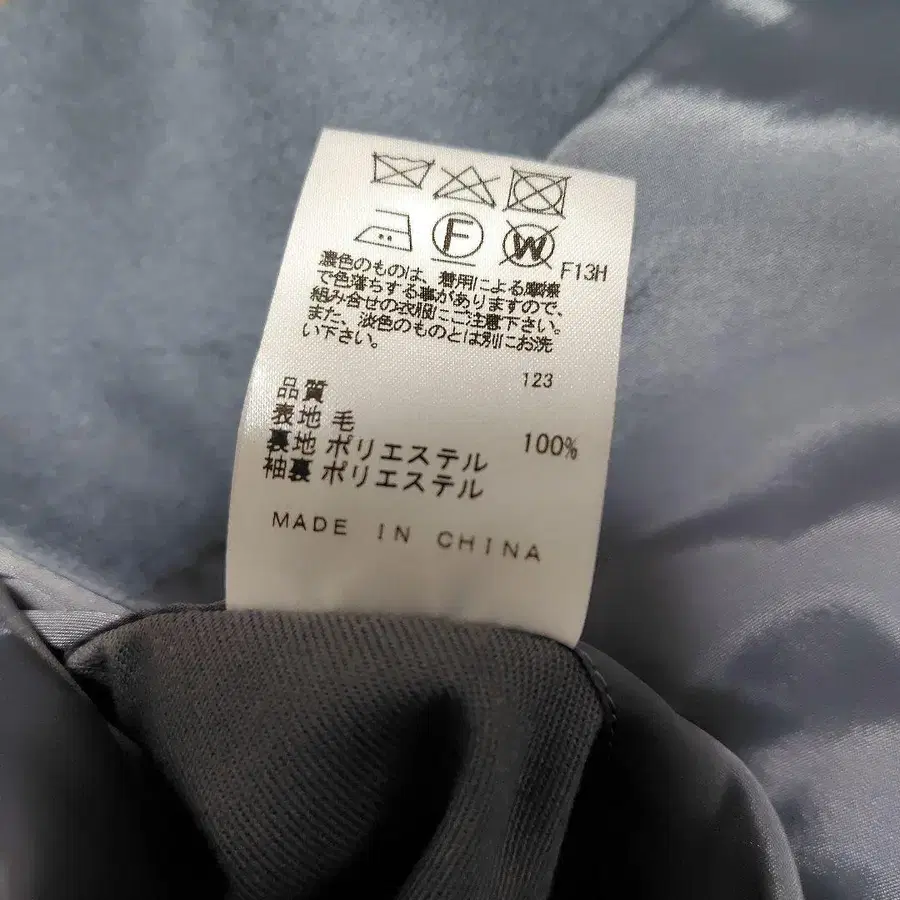 F
W
F13H
濃色のものは、着用による摩擦
で色落ちする事がありますので、
組み合せの衣服にご注意下さい。
また、淡色のものとは別にお洗
い下さい。
123
品質
表地 毛 100%
裏地 ポリエステル
袖裏 ポリエステル
MADE IN CHINA